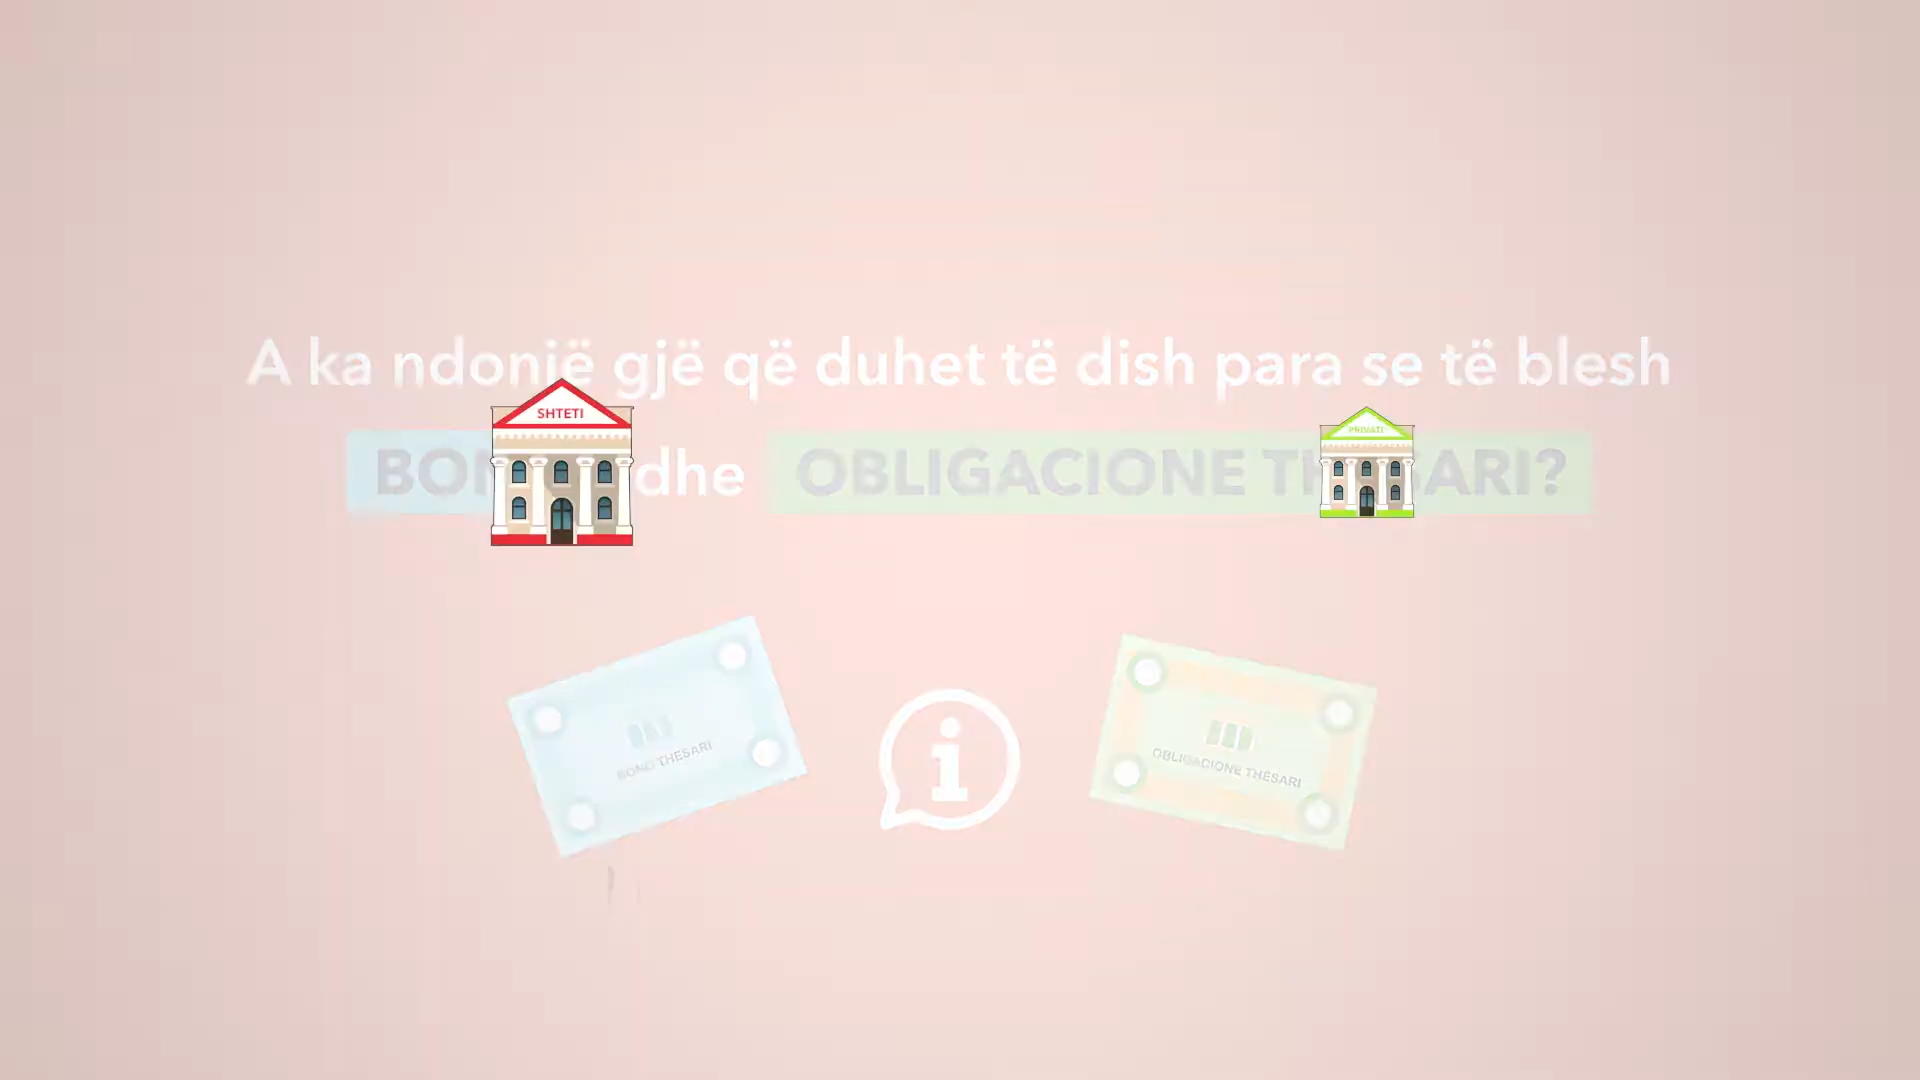 A ka ndonjë gjë që duhet të dish para se të blesh
dhe OBLIGACIONE THESARI?
SHTETI
PRIVATI
BONO THESARI
OBLIGACIONE THESARI